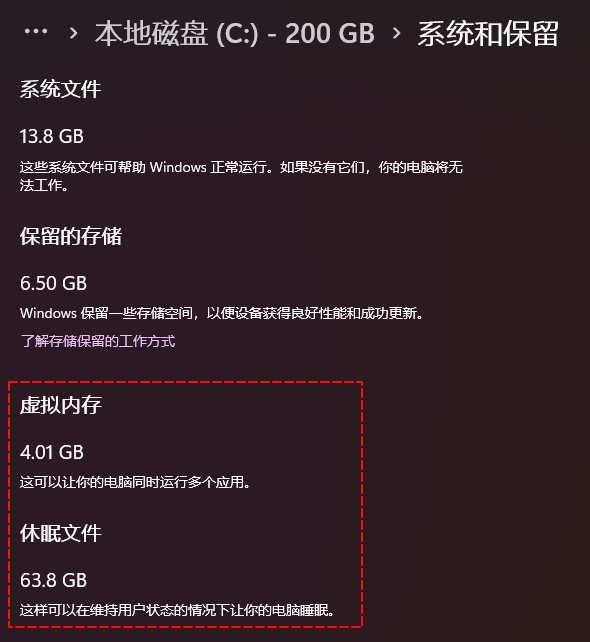 ··· > 本地磁盘 (C:) - 200 GB > 系统和保留
系统文件
13.8 GB
这些系统文件可帮助 Windows 正常运行。如果没有它们，你的电脑将无
法工作。
保留的存储
6.50 GB
Windows 保留一些存储空间，以便设备获得良好性能和成功更新。
了解存储保留的工作方式
虚拟内存
4.01 GB
这可以让你的电脑同时运行多个应用。
休眠文件
63.8 GB
这样可以在维持用户状态的情况下让你的电脑睡眠。